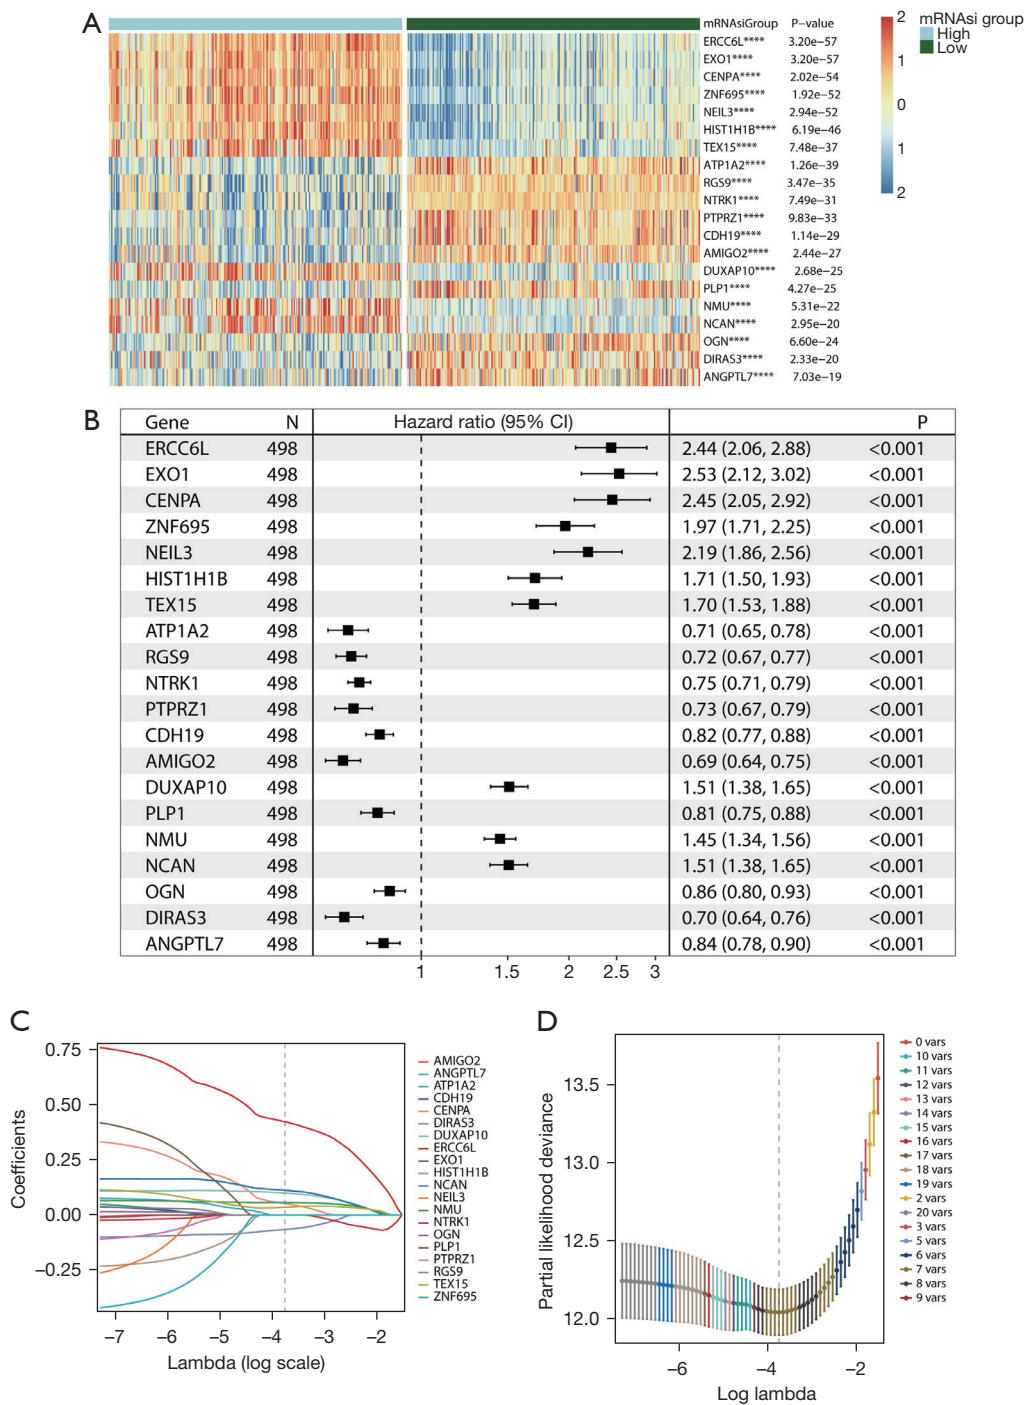 A
mRNAsiGroup P−value
ERCC6L**** 3.20e−57
EXO1**** 3.20e−57
CENPA**** 2.02e−54
ZNF695**** 1.92e−52
NEIL3**** 2.94e−52
HIST1H1B**** 6.19e−46
TEX15**** 7.48e−37
ATP1A2**** 1.26e−39
RGS9**** 3.47e−35
NTRK1**** 7.49e−31
PTPRZ1**** 9.83e−33
CDH19**** 1.14e−29
AMIGO2**** 2.44e−27
DUXAP10**** 2.68e−25
PLP1**** 4.27e−25
NMU**** 5.31e−22
NCAN**** 2.95e−20
OGN**** 6.60e−24
DIRAS3**** 2.33e−20
ANGPTL7**** 7.03e−19
2
1
0
1
2
mRNAsi group
High
Low
B
Gene N Hazard ratio (95% CI) P
ERCC6L 498 2.44 (2.06, 2.88) <0.001
EXO1 498 2.53 (2.12, 3.02) <0.001
CENPA 498 2.45 (2.05, 2.92) <0.001
ZNF695 498 1.97 (1.71, 2.25) <0.001
NEIL3 498 2.19 (1.86, 2.56) <0.001
HIST1H1B 498 1.71 (1.50, 1.93) <0.001
TEX15 498 1.70 (1.53, 1.88) <0.001
ATP1A2 498 0.71 (0.65, 0.78) <0.001
RGS9 498 0.72 (0.67, 0.77) <0.001
NTRK1 498 0.75 (0.71, 0.79) <0.001
PTPRZ1 498 0.73 (0.67, 0.79) <0.001
CDH19 498 0.82 (0.77, 0.88) <0.001
AMIGO2 498 0.69 (0.64, 0.75) <0.001
DUXAP10 498 1.51 (1.38, 1.65) <0.001
PLP1 498 0.81 (0.75, 0.88) <0.001
NMU 498 1.45 (1.34, 1.56) <0.001
NCAN 498 1.51 (1.38, 1.65) <0.001
OGN 498 0.86 (0.80, 0.93) <0.001
DIRAS3 498 0.70 (0.64, 0.76) <0.001
ANGPTL7 498 0.84 (0.78, 0.90) <0.001
1 1.5 2 2.5 3
C
Coefficients
0.75
0.50
0.25
0.00
−0.25
−7 −6 −5 −4 −3 −2
Lambda (log scale)
AMIGO2
ANGPTL7
ATP1A2
CDH19
CENPA
DIRAS3
DUXAP10
ERCC6L
EXO1
HIST1H1B
NCAN
NEIL3
NMU
NTRK1
OGN
PLP1
PTPRZ1
RGS9
TEX15
ZNF695
D
Partial likelihood deviance
13.5
13.0
12.5
12.0
−6 −4 −2
Log lambda
0 vars
10 vars
11 vars
12 vars
13 vars
14 vars
15 vars
16 vars
17 vars
18 vars
19 vars
2 vars
20 vars
3 vars
5 vars
6 vars
7 vars
8 vars
9 vars